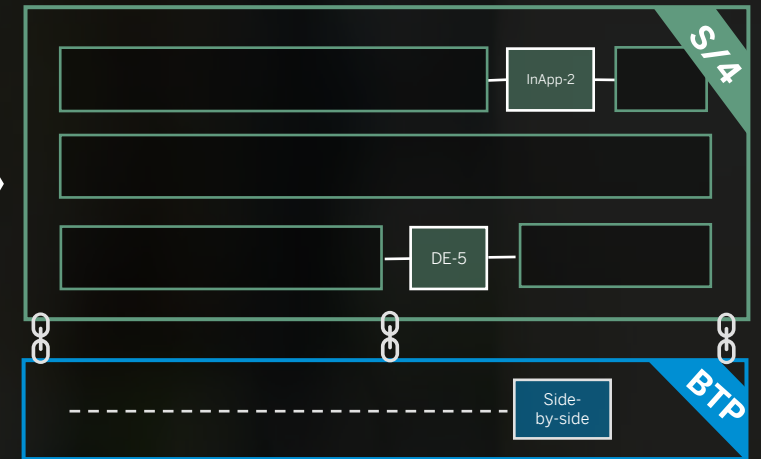 S/4
InApp-2
DE-5
BTP
Side-
by-side